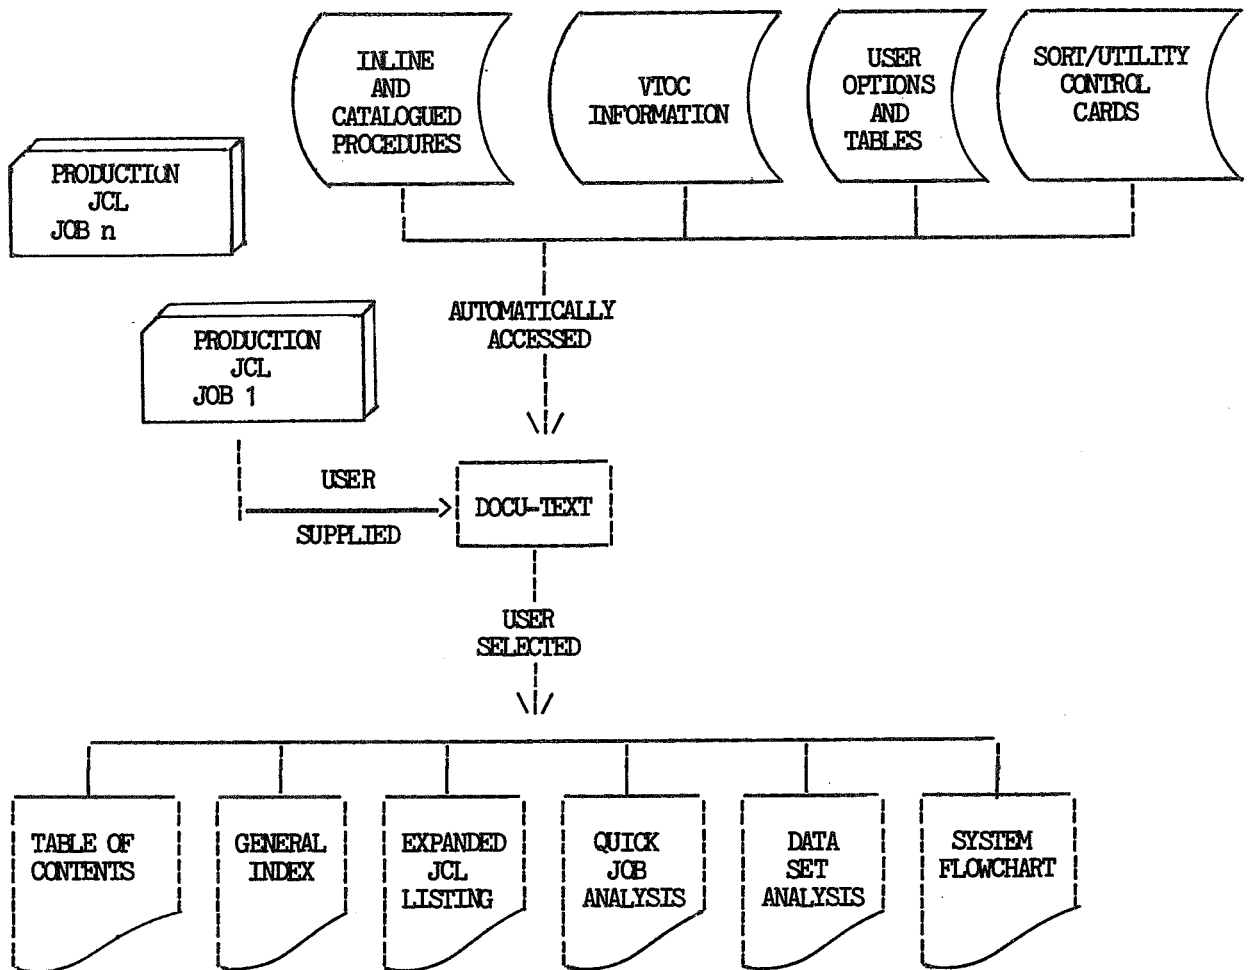 INLINE
AND
CATALOGUED
PROCEDURES
VTOC
INFORMATION
USER
OPTIONS
AND
TABLES
SORT/UTILITY
CONTROL
CARDS
PRODUCTION
JCL
JOB n
PRODUCTION
JCL
JOB 1
AUTOMATICALLY
ACCESSED
USER
SUPPLIED
DOCU-TEXT
USER
SELECTED
TABLE OF
CONTENTS
GENERAL
INDEX
EXPANDED
JCL
LISTING
QUICK
JOB
ANALYSIS
DATA
SET
ANALYSIS
SYSTEM
FLOWCHART